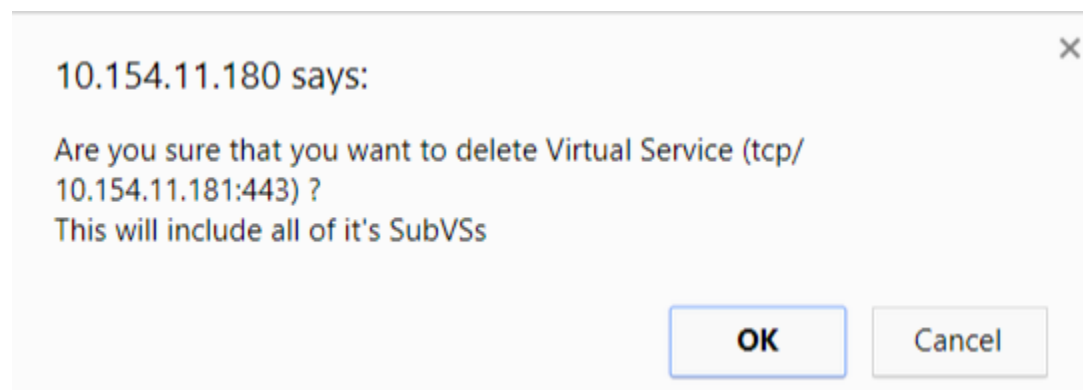 10.154.11.180 says:
Are you sure that you want to delete Virtual Service (tcp/
10.154.11.181:443) ?
This will include all of it's SubVSs
OK
Cancel